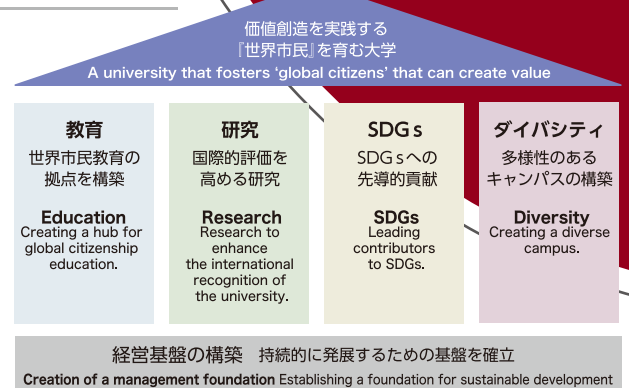 価値創造を実践する
『世界市民』を育む大学
A university that fosters ‘global citizens’ that can create value
教育
世界市民教育の
拠点を構築
Education
Creating a hub for
global citizenship
education.
研究
国際的評価を
高める研究
Research
Research to
enhance
the international
recognition of
the university.
SDGs
SDGsへの
先導的貢献
SDGs
Leading
contributors
to SDGs.
ダイバシティ
多様性のある
キャンパスの構築
Diversity
Creating a diverse
campus.
経営基盤の構築 持続的に発展するための基盤を確立
Creation of a management foundation Establishing a foundation for sustainable development